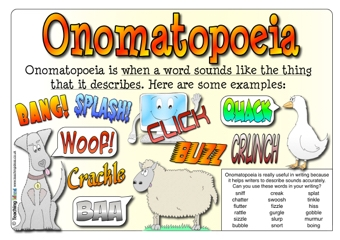 Onomatopoeia
Onomatopoeia is when a word sounds like the thing
that it describes. Here are some examples:
BANG!
SPLASH!
CLICK
QUACK
Woof!
BUZZ
CRUNCH
Crackle
BAA
Onomatopoeia is really useful in writing because
it helps writers to describe sounds accurately.
Can you use these words in your writing?
sniff creak splat
chatter swoosh tinkle
flutter fizzle hiss
rattle gurgle gobble
sizzle slurp murmur
bubble snort boing